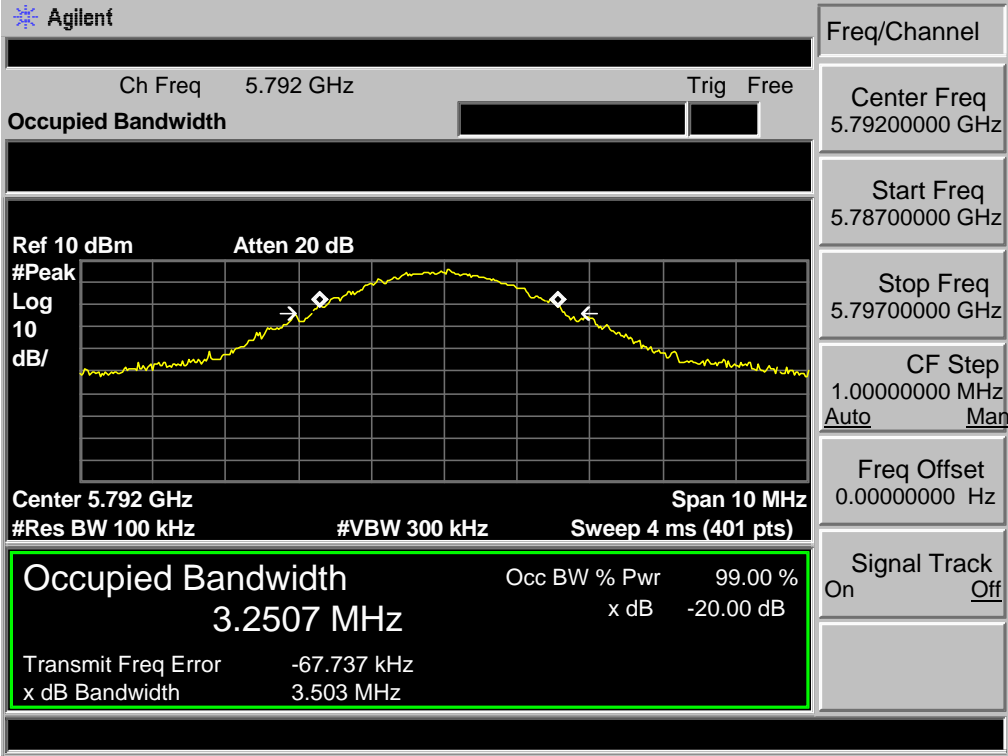 Agilent
Freq/Channel
Ch Freq 5.792 GHz Trig Free
Occupied Bandwidth
Center Freq
5.79200000 GHz
Start Freq
5.78700000 GHz
Ref 10 dBm Atten 20 dB
#Peak
Log
10
dB/
Stop Freq
5.79700000 GHz
CF Step
1.00000000 MHz
Auto Man
Freq Offset
0.00000000 Hz
Center 5.792 GHz Span 10 MHz
#Res BW 100 kHz #VBW 300 kHz Sweep 4 ms (401 pts)
Signal Track
On Off
Occupied Bandwidth Occ BW % Pwr 99.00 %
3.2507 MHz x dB -20.00 dB
Transmit Freq Error -67.737 kHz
x dB Bandwidth 3.503 MHz